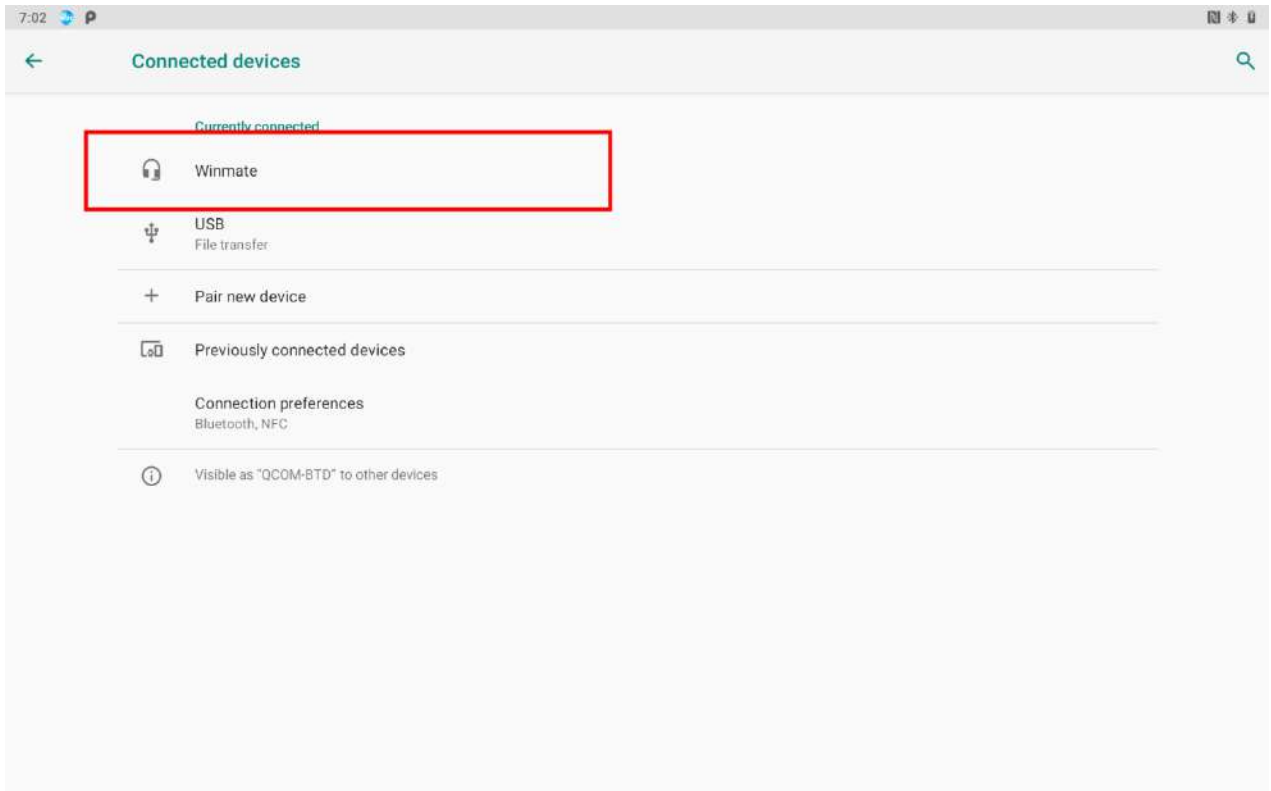 7:02
Connected devices
Currently connected
Winmate
USB
File transfer
Pair new device
Previously connected devices
Connection preferences
Bluetooth, NFC
Visible as "QCOM-BTD" to other devices